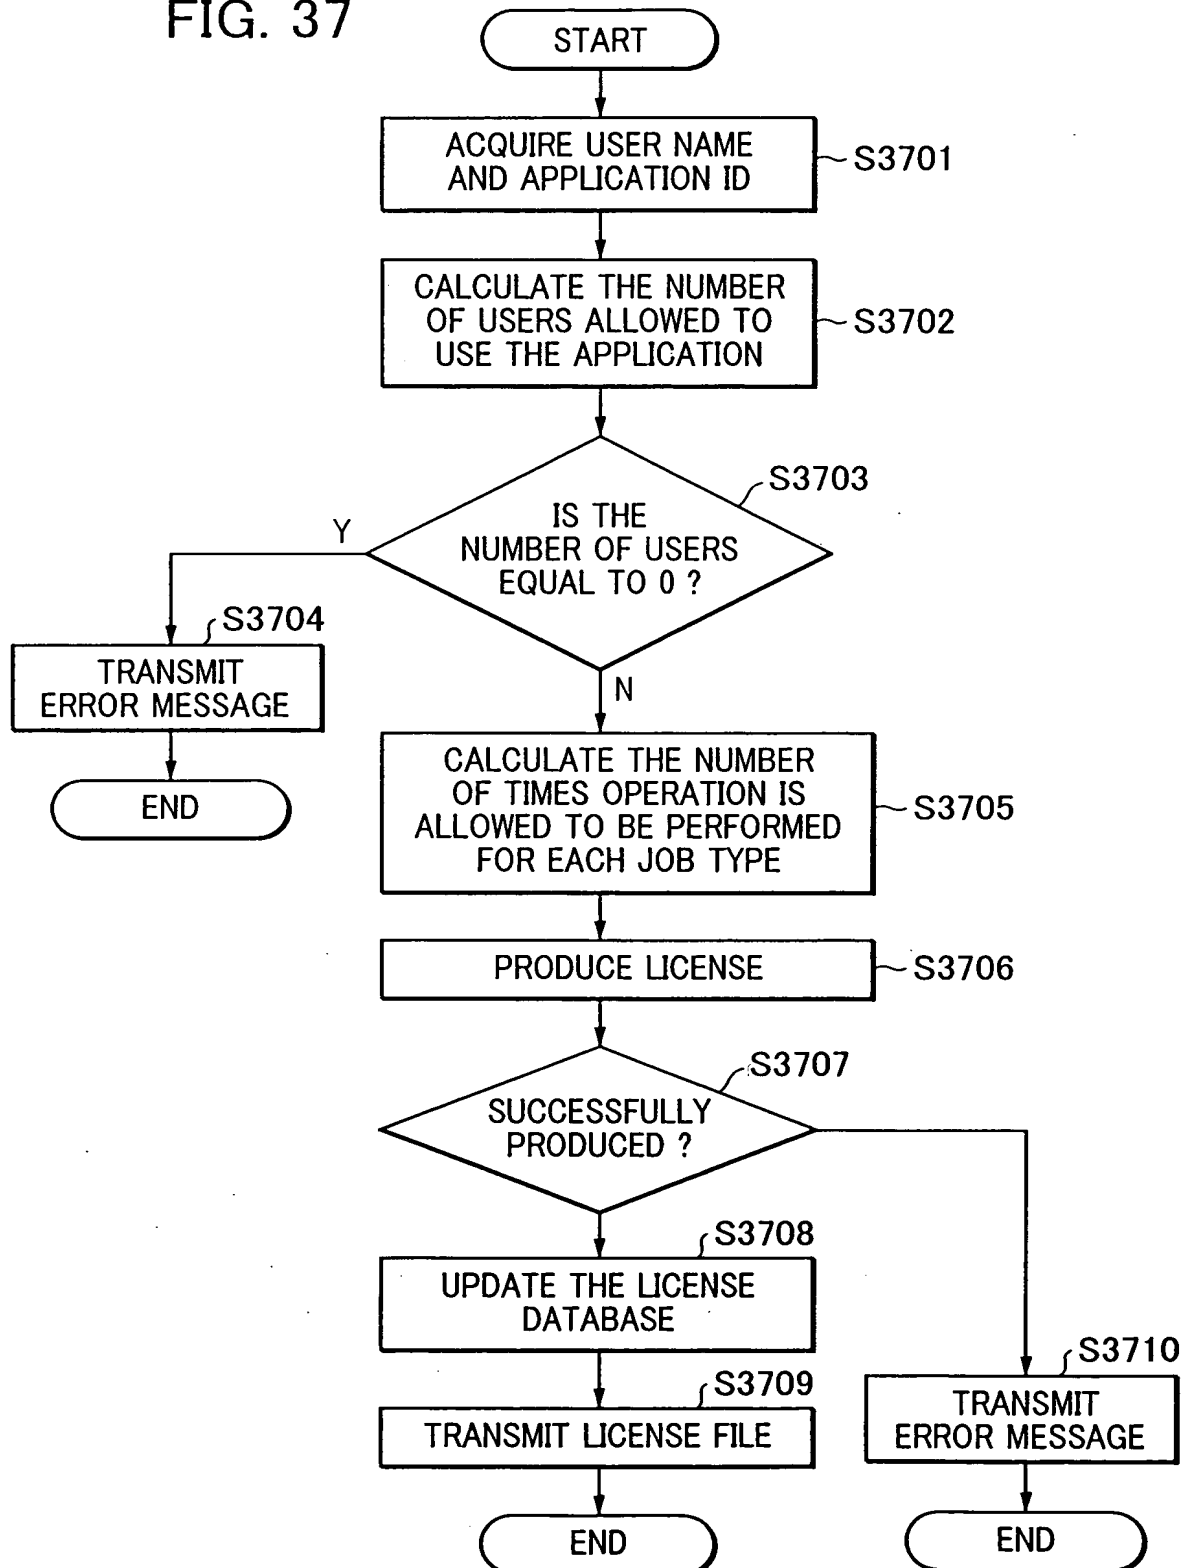 FIG. 37
START
ACQUIRE USER NAME
AND APPLICATION ID
S3701
CALCULATE THE NUMBER
OF USERS ALLOWED TO
USE THE APPLICATION
S3702
S3703
IS THE
NUMBER OF USERS
EQUAL TO 0 ?
Y
N
S3704
TRANSMIT
ERROR MESSAGE
END
CALCULATE THE NUMBER
OF TIMES OPERATION IS
ALLOWED TO BE PERFORMED
FOR EACH JOB TYPE
S3705
PRODUCE LICENSE
S3706
S3707
SUCCESSFULLY
PRODUCED ?
S3708
UPDATE THE LICENSE
DATABASE
S3709
TRANSMIT LICENSE FILE
END
S3710
TRANSMIT
ERROR MESSAGE
END